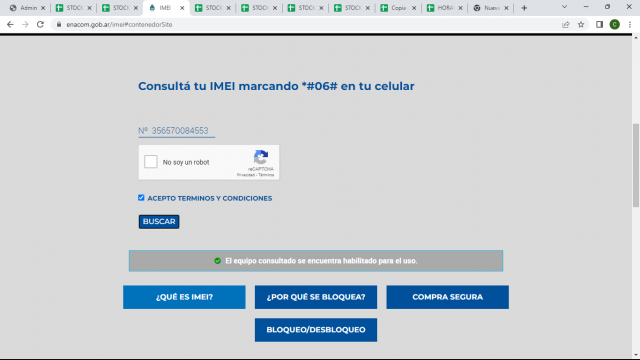 Admin
STOCK
STOCK
IMEI
STOCK
STOCK
STOCK
STOCK
Copia
HORA
Nueva
enacom.gob.ar/imei#contenedorSite
C
Consultá tu IMEI marcando *#06# en tu celular
Nº 356570084553
No soy un robot
reCAPTCHA
Privacidad - Términos
ACEPTO TERMINOS Y CONDICIONES
BUSCAR
El equipo consultado se encuentra habilitado para el uso.
¿QUÉ ES IMEI?
¿POR QUÉ SE BLOQUEA?
COMPRA SEGURA
BLOQUEO/DESBLOQUEO